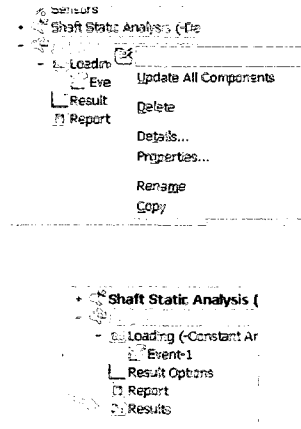 Sensors
Shaft Static Analysis (-De
Loadin
Eve
Result
Report
Update All Components
Delete
Details...
Properties...
Rename
Copy
Shaft Static Analysis (
Loading (-Constant Ar
Event-1
Result Options
Report
Results